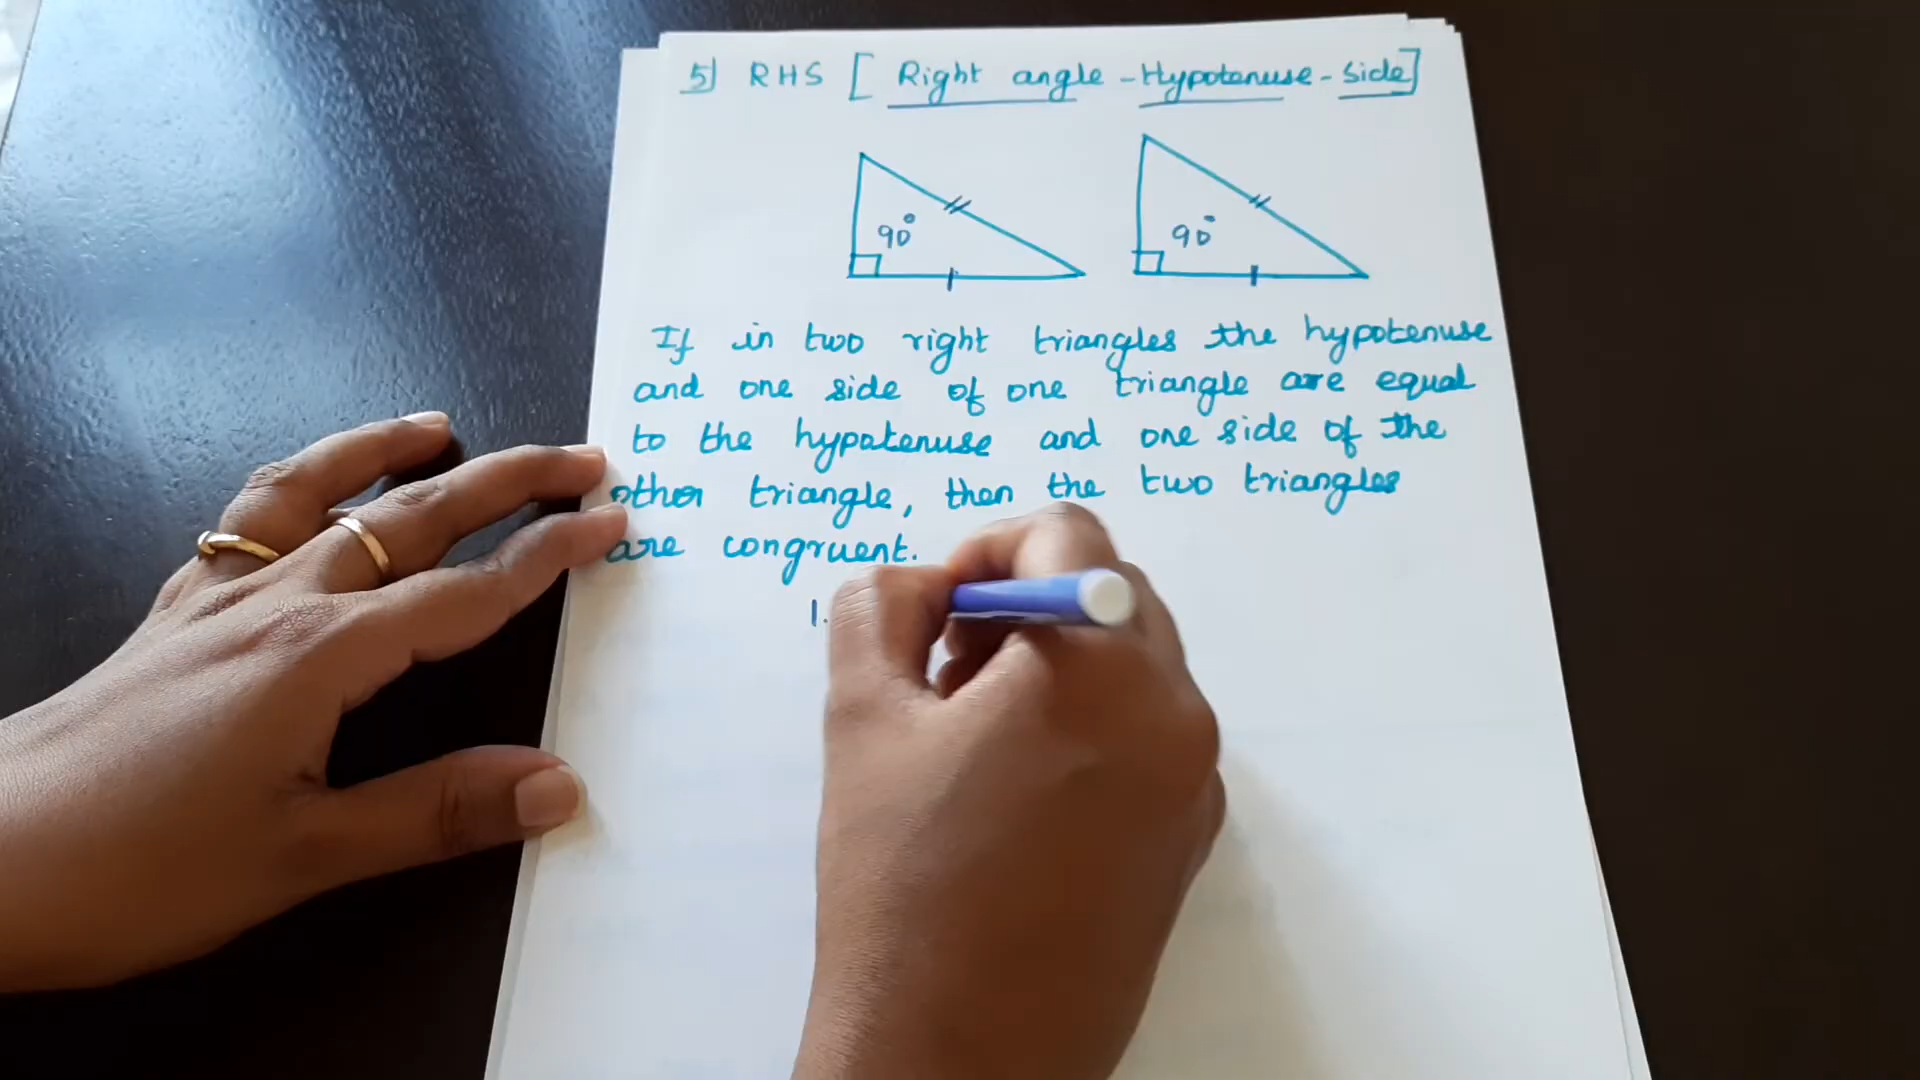 5) RHS [Right angle - Hypotenuse - side]
90° 90°
If in two right triangles the hypotenuse
and one side of one triangle are equal
to the hypotenuse and one side of the
other triangle, then the two triangles
are congruent.
1.